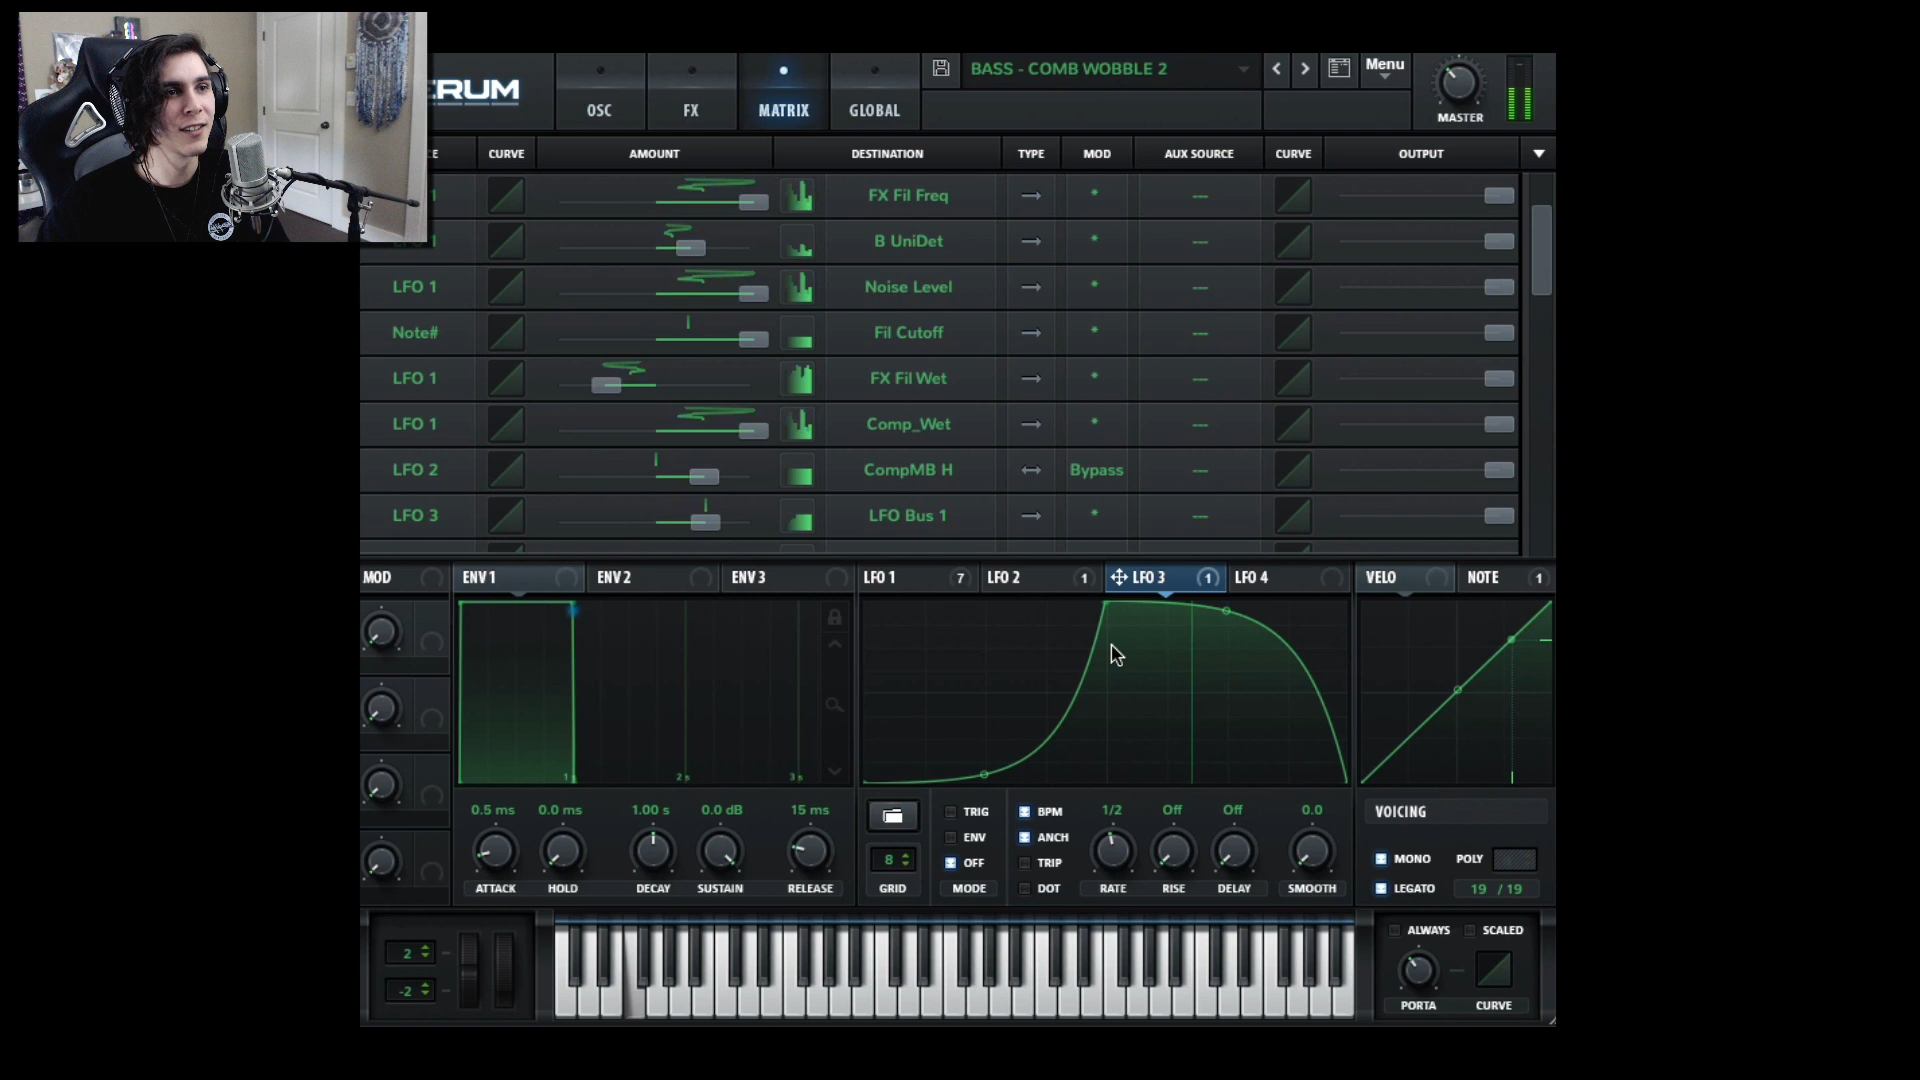 ERUM
OSC
FX
MATRIX
GLOBAL
BASS - COMB WOBBLE 2
Menu
MASTER
CURVE
AMOUNT
DESTINATION
TYPE
MOD
AUX SOURCE
CURVE
OUTPUT
FX Fil Freq * ---
B UniDet * ---
LFO 1 Noise Level * ---
Note# Fil Cutoff * ---
LFO 1 FX Fil Wet * ---
LFO 1 Comp_Wet * ---
LFO 2 CompMB H Bypass ---
LFO 3 LFO Bus 1 * ---
MOD ENV 1 ENV 2 ENV 3 LFO 1 7 LFO 2 1 LFO 3 1 LFO 4 VELO NOTE 1
1 2 s 3 s
0.5 ms 0.0 ms 1.00 s 0.0 dB 15 ms
ATTACK HOLD DECAY SUSTAIN RELEASE
8
GRID
TRIG
ENV
OFF
MODE
BPM
ANCH
TRIP
DOT
1/2 Off Off 0.0
RATE RISE DELAY SMOOTH
VOICING
MONO POLY
LEGATO 19 / 19
2
-2
ALWAYS SCALED
PORTA CURVE